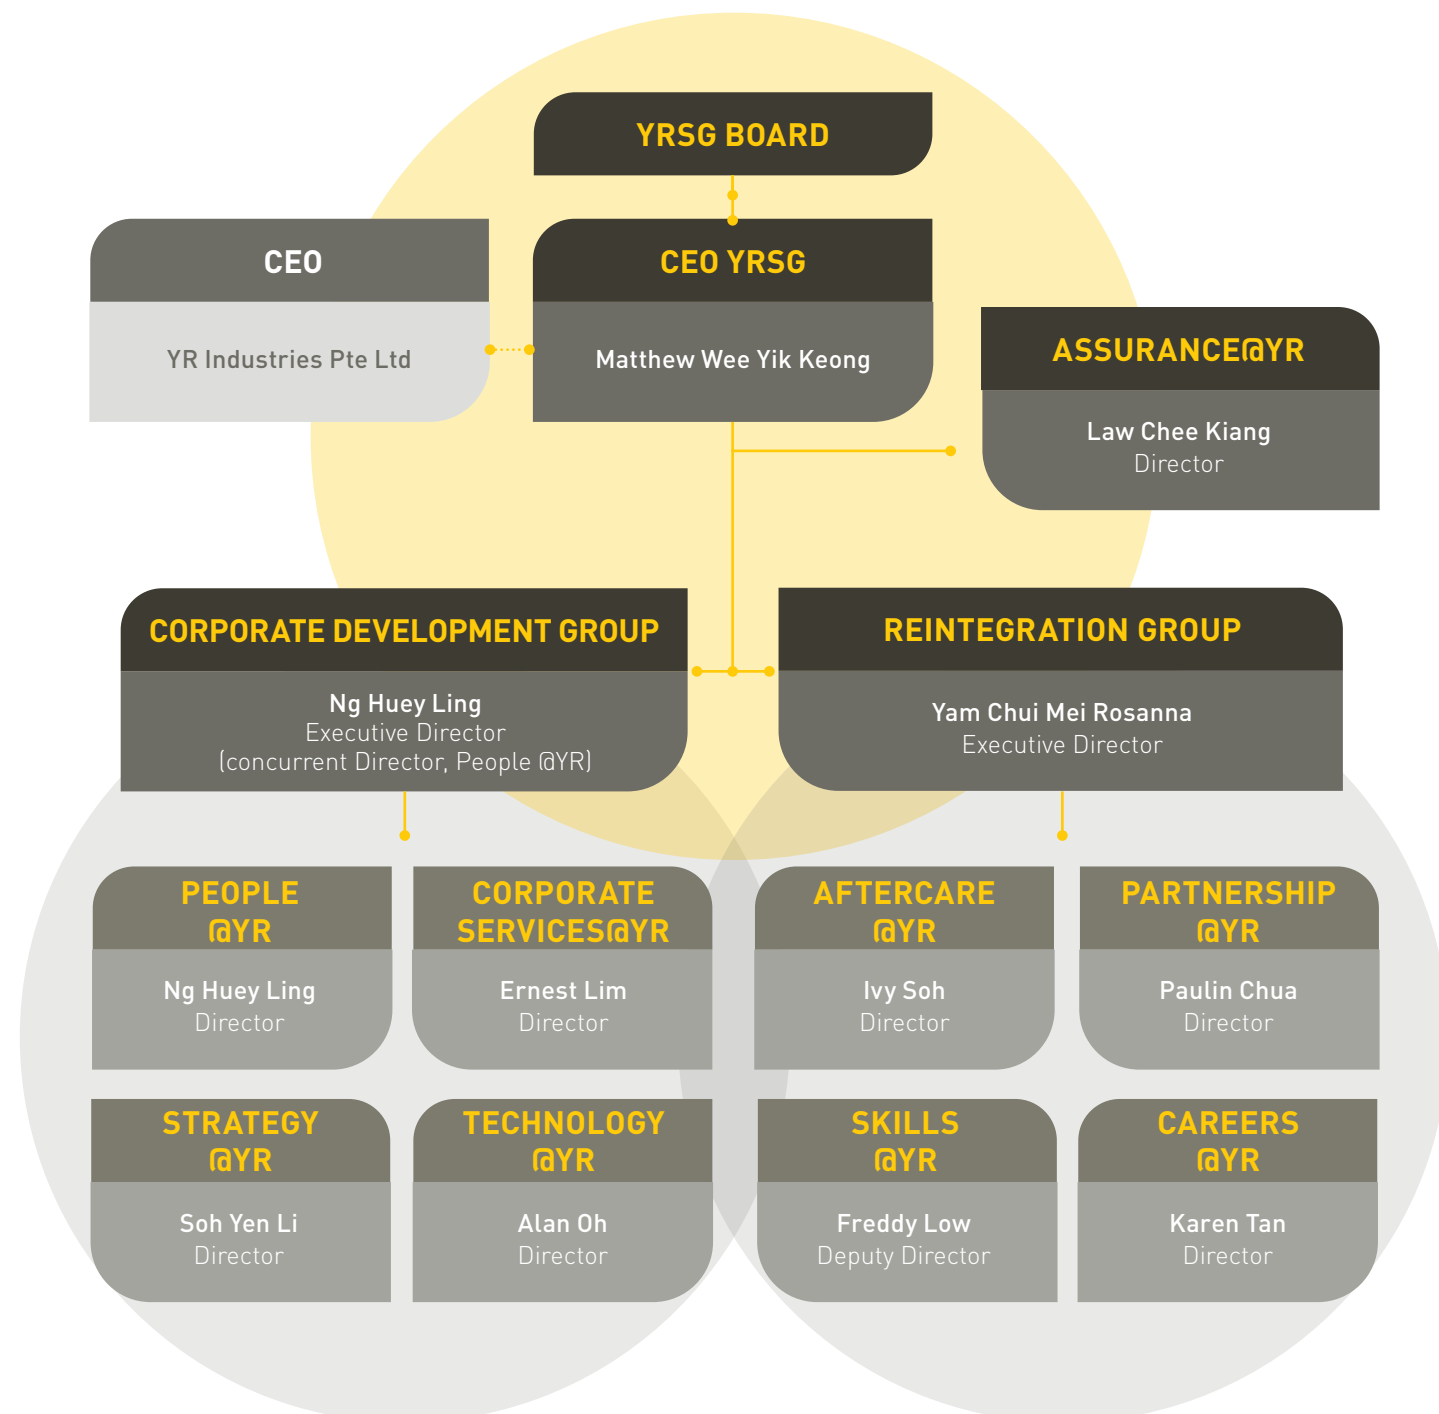 YRSG BOARD
CEO
YR Industries Pte Ltd
CEO YRSG
Matthew Wee Yik Keong
ASSURANCE@YR
Law Chee Kiang
Director
CORPORATE DEVELOPMENT GROUP
Ng Huey Ling
Executive Director
(concurrent Director, People @YR)
REINTEGRATION GROUP
Yam Chui Mei Rosanna
Executive Director
PEOPLE
@YR
Ng Huey Ling
Director
CORPORATE
SERVICES@YR
Ernest Lim
Director
AFTERCARE
@YR
Ivy Soh
Director
PARTNERSHIP
@YR
Paulin Chua
Director
STRATEGY
@YR
Soh Yen Li
Director
TECHNOLOGY
@YR
Alan Oh
Director
SKILLS
@YR
Freddy Low
Deputy Director
CAREERS
@YR
Karen Tan
Director